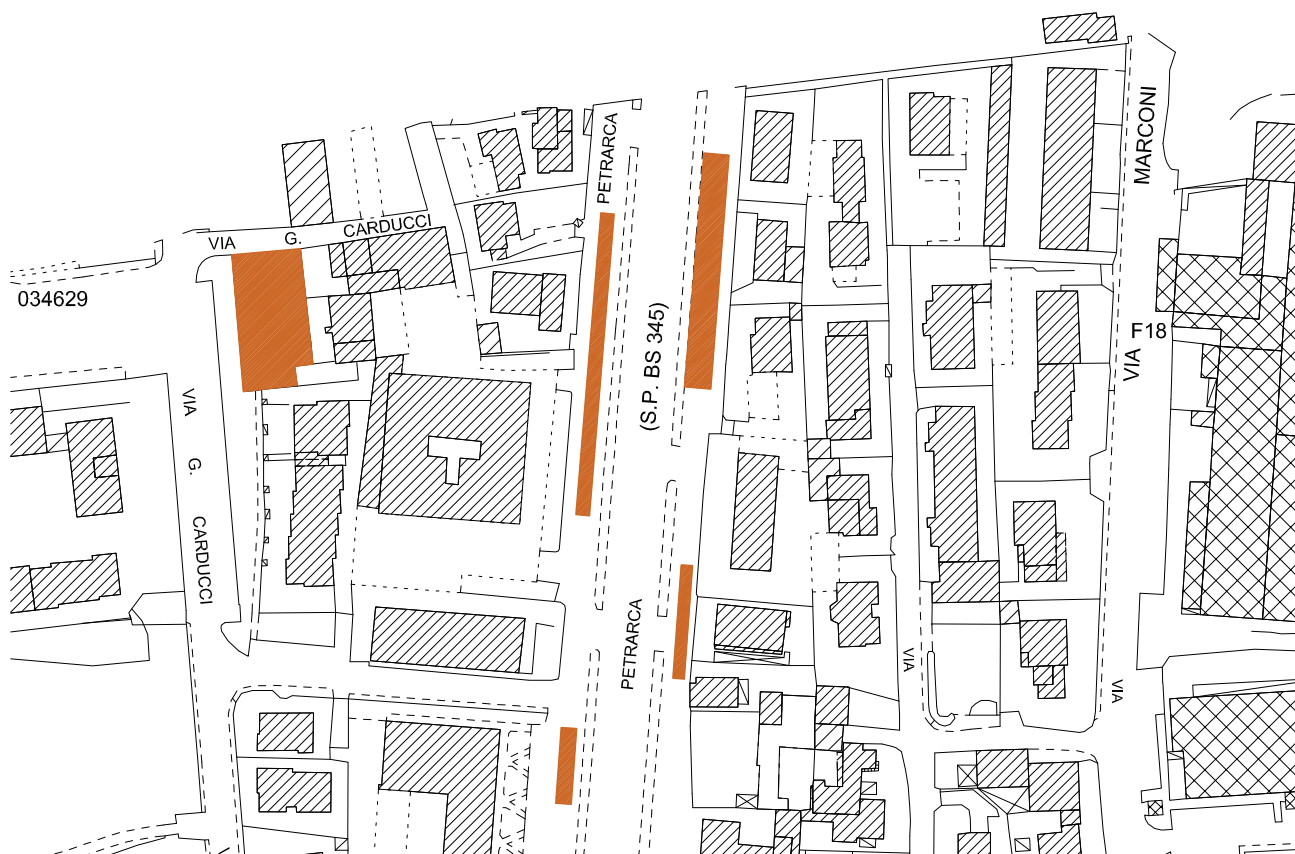 MARCONI
PETRARCA
VIA G. CARDUCCI
034629
(S.P. BS 345)
F18
VIA
VIA G. CARDUCCI
PETRARCA
VIA
VIA